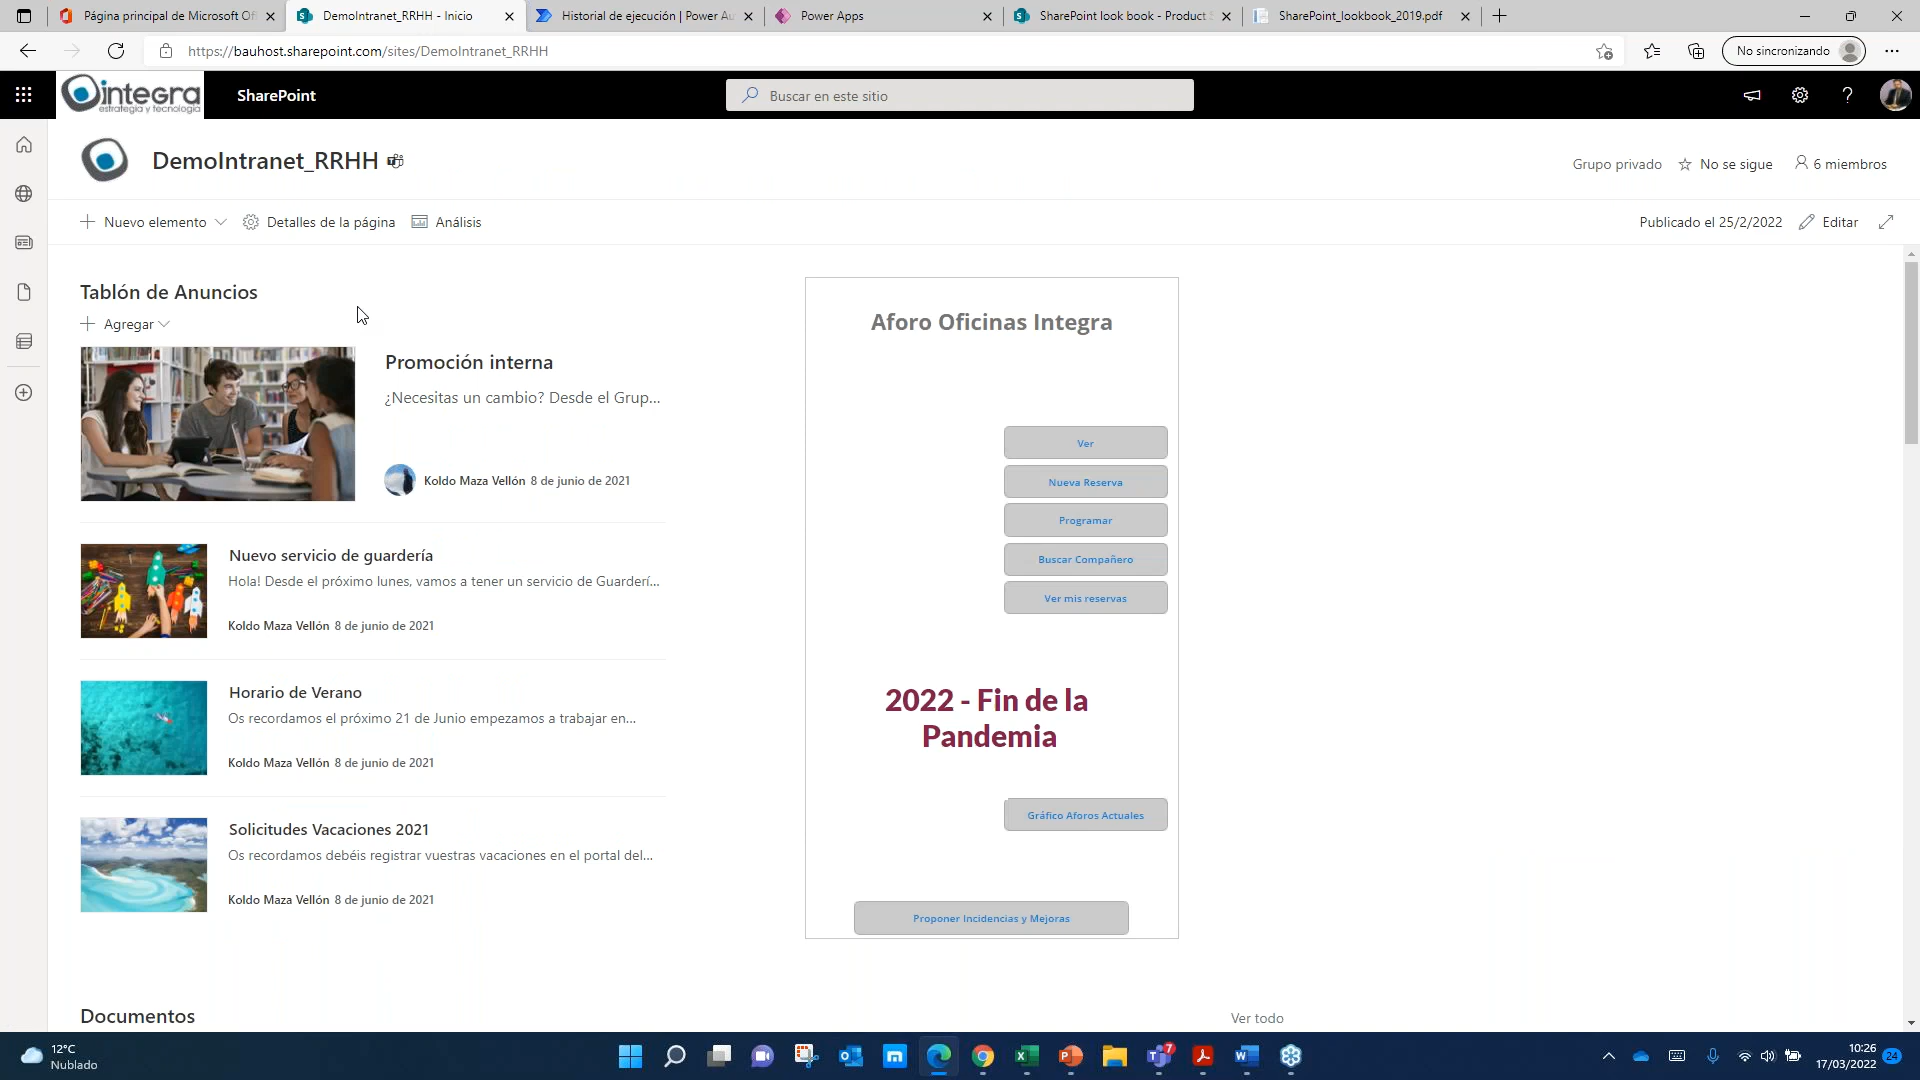 Página principal de Microsoft Of
DemoIntranet_RRHH - Inicio
Historial de ejecución | Power Au
Power Apps
SharePoint look book - Product S
SharePoint_lookbook_2019.pdf
https://bauhost.sharepoint.com/sites/DemoIntranet_RRHH
No sincronizando
integra
estrategia y tecnología
SharePoint
Buscar en este sitio
DemoIntranet_RRHH
Grupo privado
No se sigue
6 miembros
Nuevo elemento
Detalles de la página
Análisis
Publicado el 25/2/2022
Editar
Tablón de Anuncios
Agregar
Promoción interna
¿Necesitas un cambio? Desde el Grup...
Koldo Maza Vellón 8 de junio de 2021
Nuevo servicio de guardería
Hola! Desde el próximo lunes, vamos a tener un servicio de Guarderí...
Koldo Maza Vellón 8 de junio de 2021
Horario de Verano
Os recordamos el próximo 21 de Junio empezamos a trabajar en...
Koldo Maza Vellón 8 de junio de 2021
Solicitudes Vacaciones 2021
Os recordamos debéis registrar vuestras vacaciones en el portal del...
Koldo Maza Vellón 8 de junio de 2021
Aforo Oficinas Integra
Ver
Nueva Reserva
Programar
Buscar Compañero
Ver mis reservas
2022 - Fin de la
Pandemia
Gráfico Aforos Actuales
Proponer Incidencias y Mejoras
Documentos
Ver todo
12°C
Nublado
7
10:26
17/03/2022
24